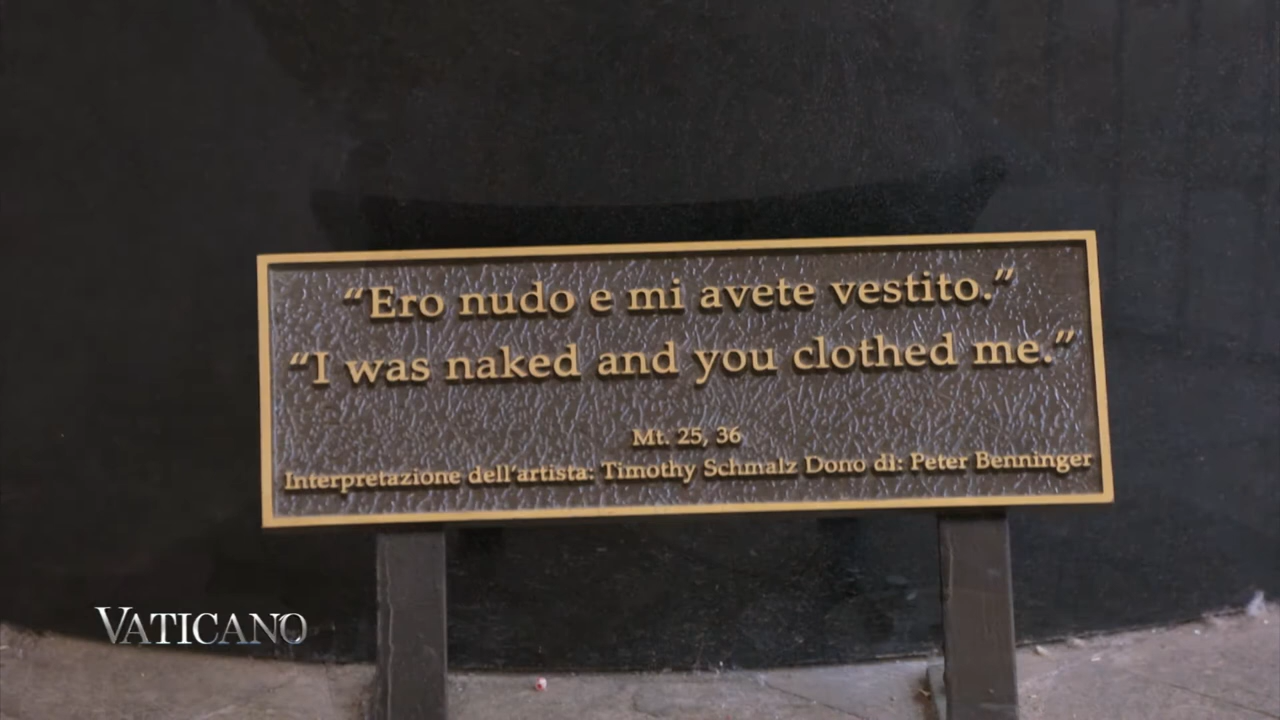 “Ero nudo e mi avete vestito.”
“I was naked and you clothed me.”
Mt. 25, 36
Interpretazione dell'artista: Timothy Schmalz Dono di: Peter Benninger
VATICANO